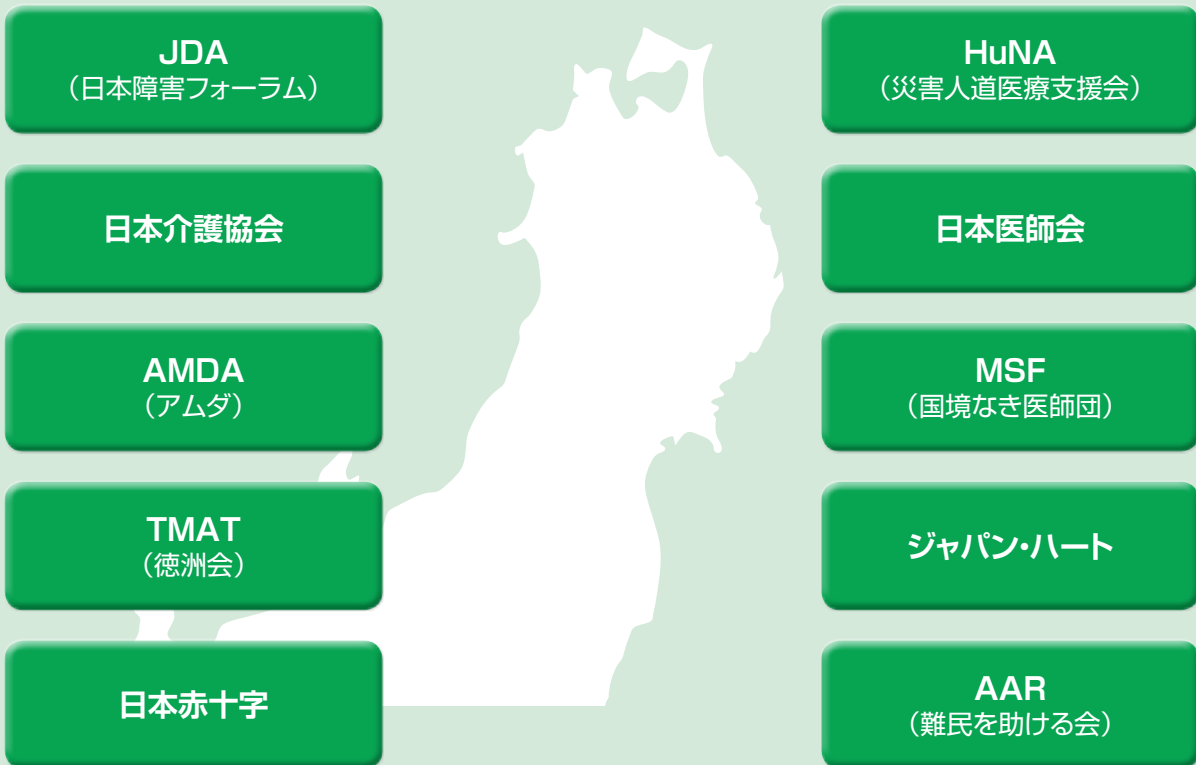 JDA
（日本障害フォーラム）
日本介護協会
AMDA
（アムダ）
TMAT
（徳洲会）
日本赤十字
HuNA
（災害人道医療支援会）
日本医師会
MSF
（国境なき医師団）
ジャパン・ハート
AAR
（難民を助ける会）